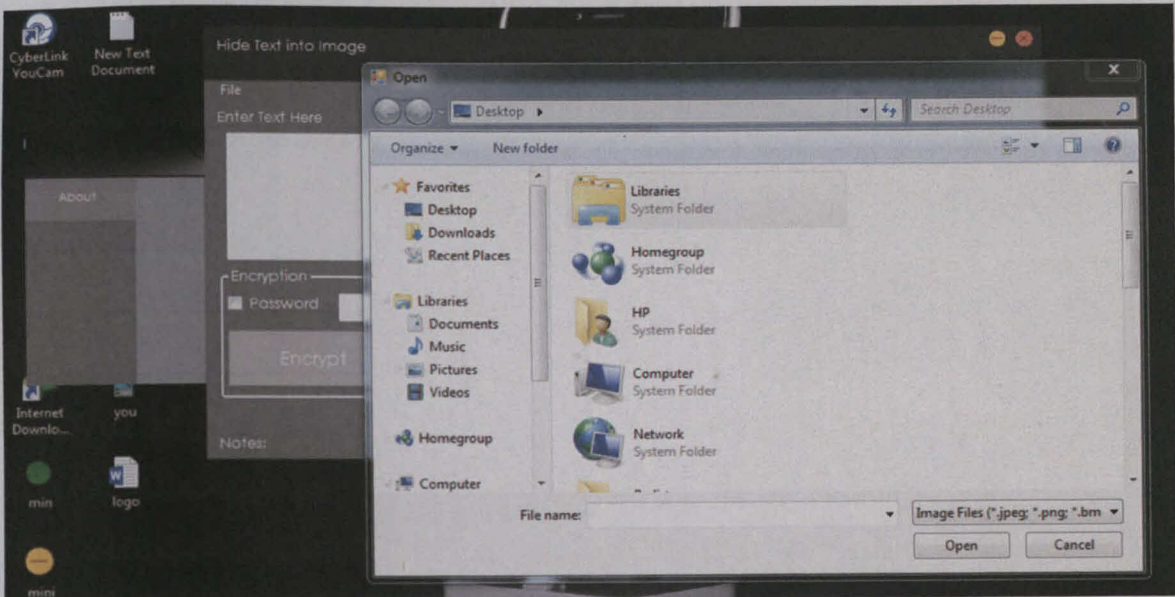 CyberLink
YouCam
New Text
Document
Hide Text into Image
File
Enter Text Here
About
Encryption
Password
Encrypt
Notes:
Internet
Downlo...
you
min
logo
mini
Open
x
Desktop
Search Desktop
Organize
New folder
Favorites
Desktop
Downloads
Recent Places
Libraries
Documents
Music
Pictures
Videos
Homegroup
Computer
Libraries
System Folder
Homegroup
System Folder
HP
System Folder
Computer
System Folder
Network
System Folder
File name:
Image Files (*.jpeg; *.png; *.bm
Open
Cancel